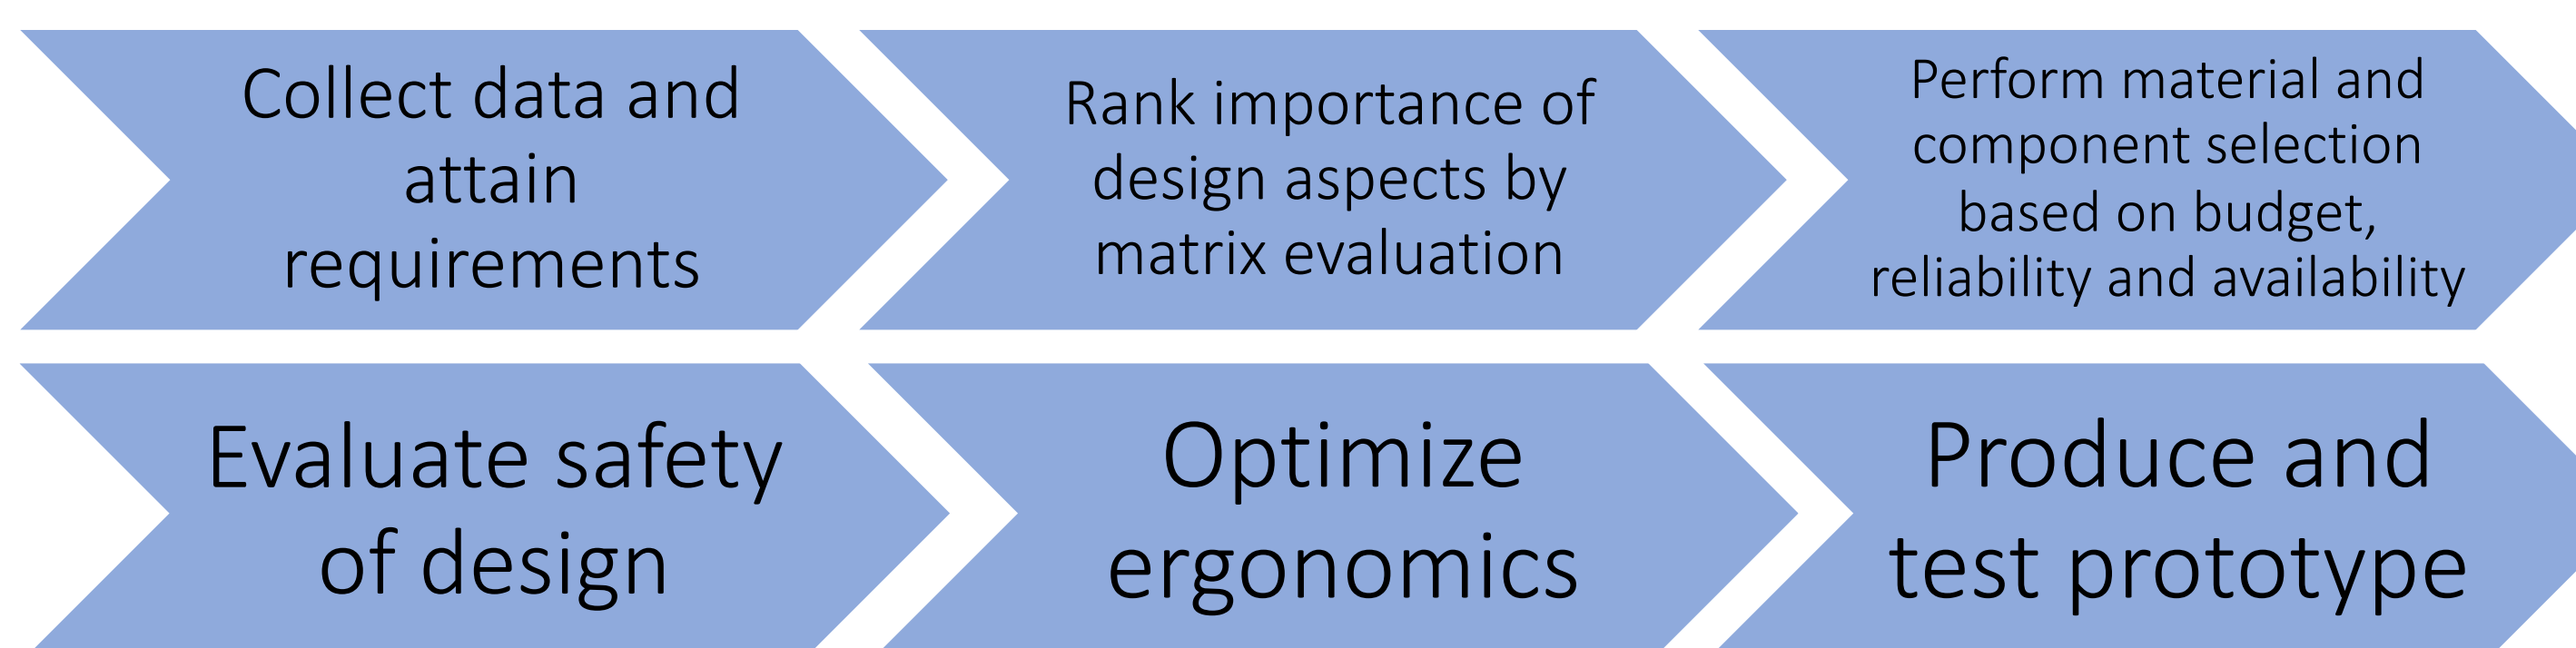 Collect data and
attain
requirements
Rank importance of
design aspects by
matrix evaluation
Perform material and
component selection
based on budget,
reliability and availability
Evaluate safety
of design
Optimize
ergonomics
Produce and
test prototype